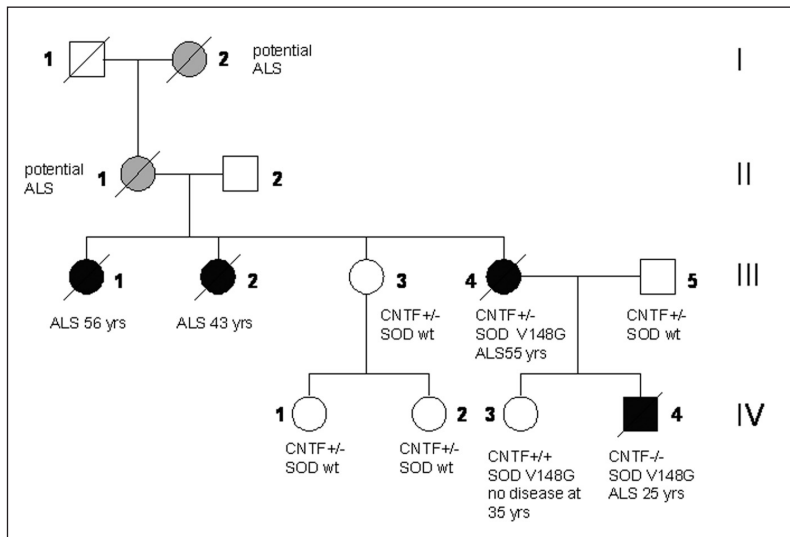 1
2
potential
ALS
I
potential
ALS
1
2
II
1
2
3
4
5
III
ALS 56 yrs
ALS 43 yrs
CNTF+/-
SOD wt
CNTF+/-
SOD V148G
ALS55 yrs
CNTF+/-
SOD wt
1
2
3
4
IV
CNTF+/-
SOD wt
CNTF+/-
SOD wt
CNTF+/+
SOD V148G
no disease at
35 yrs
CNTF-/-
SOD V148G
ALS 25 yrs